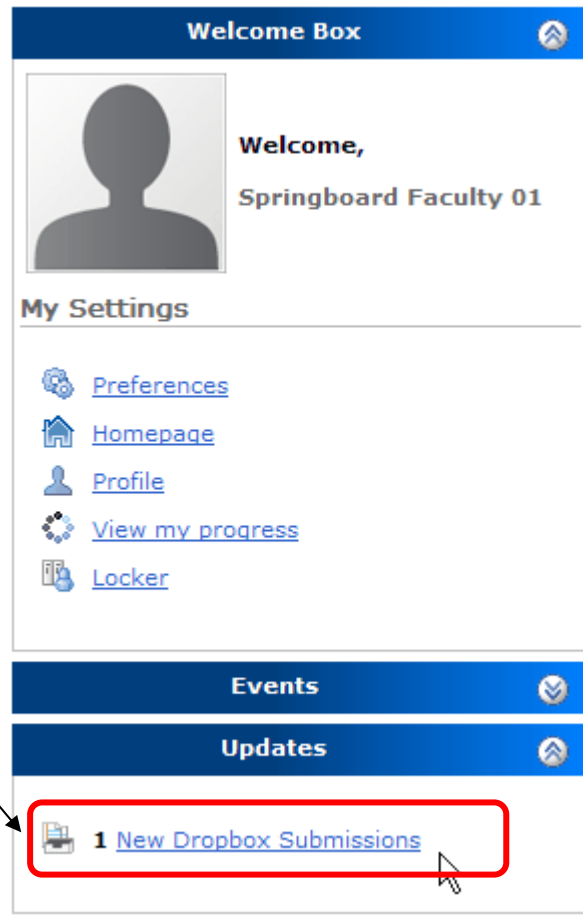 Welcome Box
Welcome,
Springboard Faculty 01
My Settings
Preferences
Homepage
Profile
View my progress
Locker
Events
Updates
1 New Dropbox Submissions